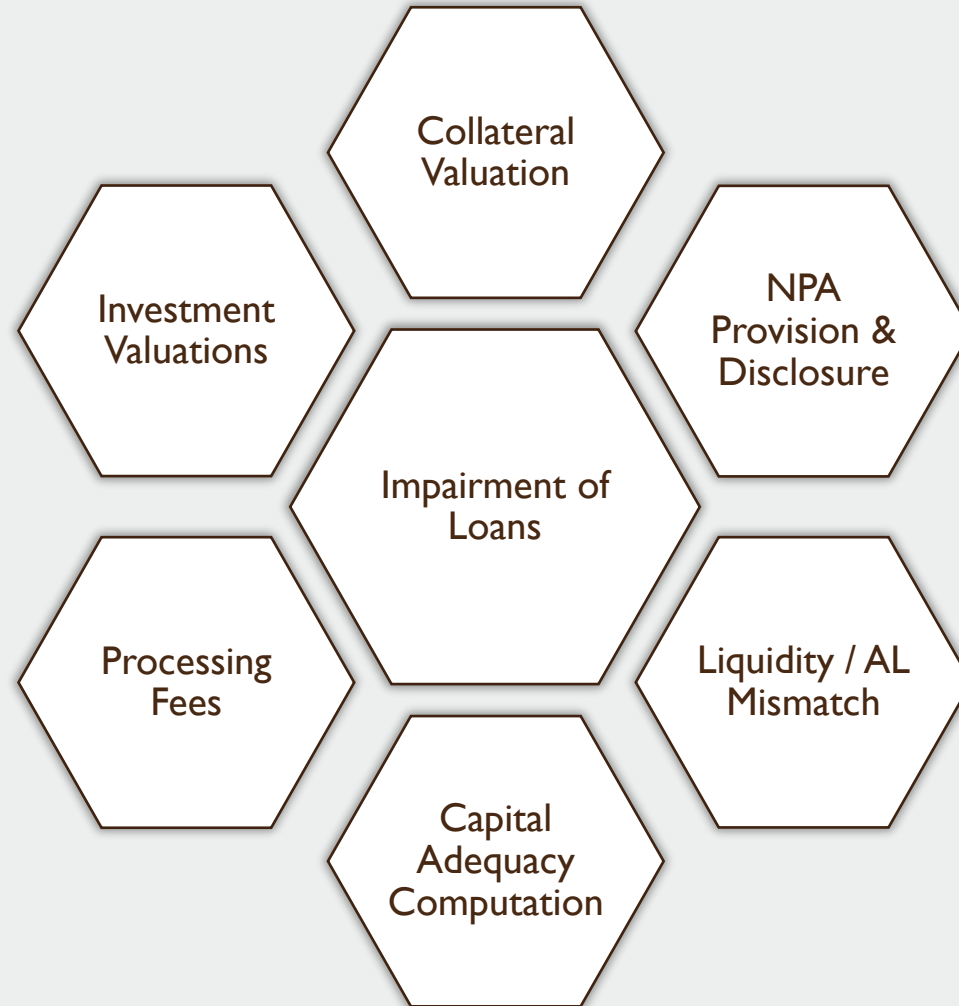 Collateral
Valuation
Investment
Valuations
NPA
Provision &
Disclosure
Impairment of
Loans
Processing
Fees
Liquidity / AL
Mismatch
Capital
Adequacy
Computation